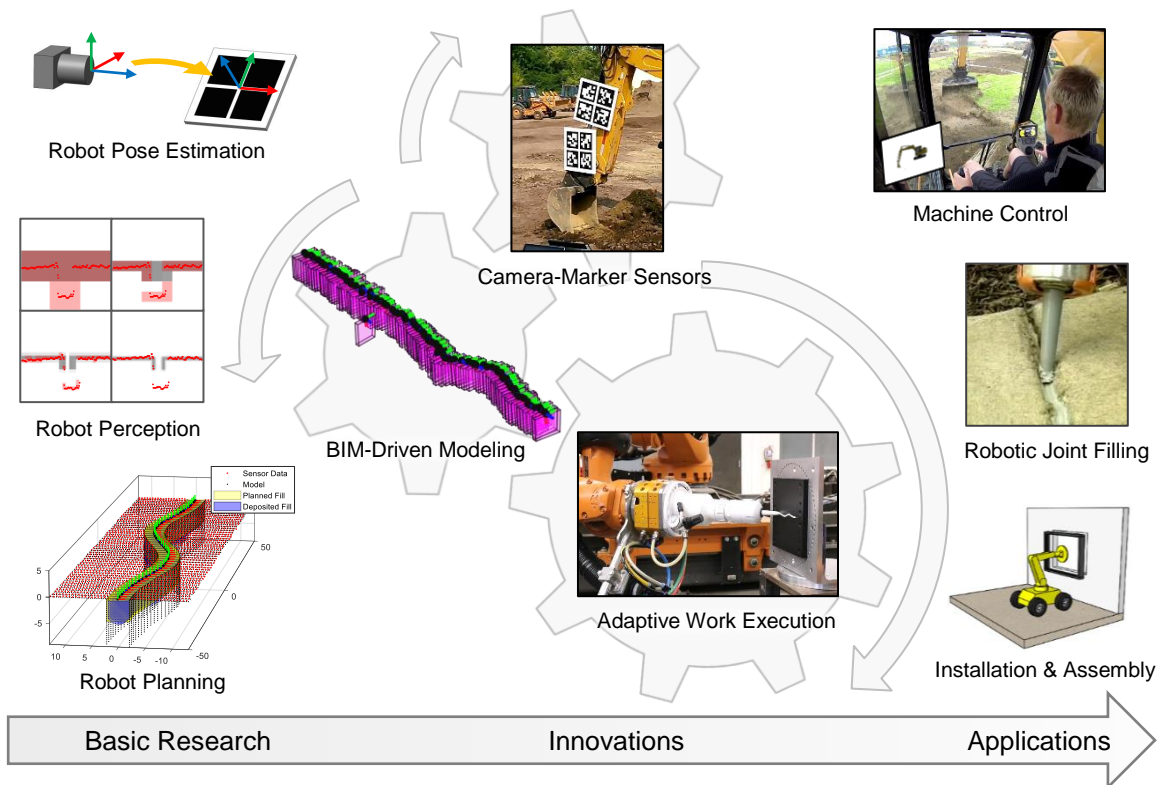 Robot Pose Estimation
Robot Perception
Sensor Data
Model
Planned Fill
Deposited Fill
5
0
-5
10
5
0
-5
-10
50
0
-50
Robot Planning
Camera-Marker Sensors
BIM-Driven Modeling
Adaptive Work Execution
Machine Control
Robotic Joint Filling
Installation & Assembly
Basic Research
Innovations
Applications